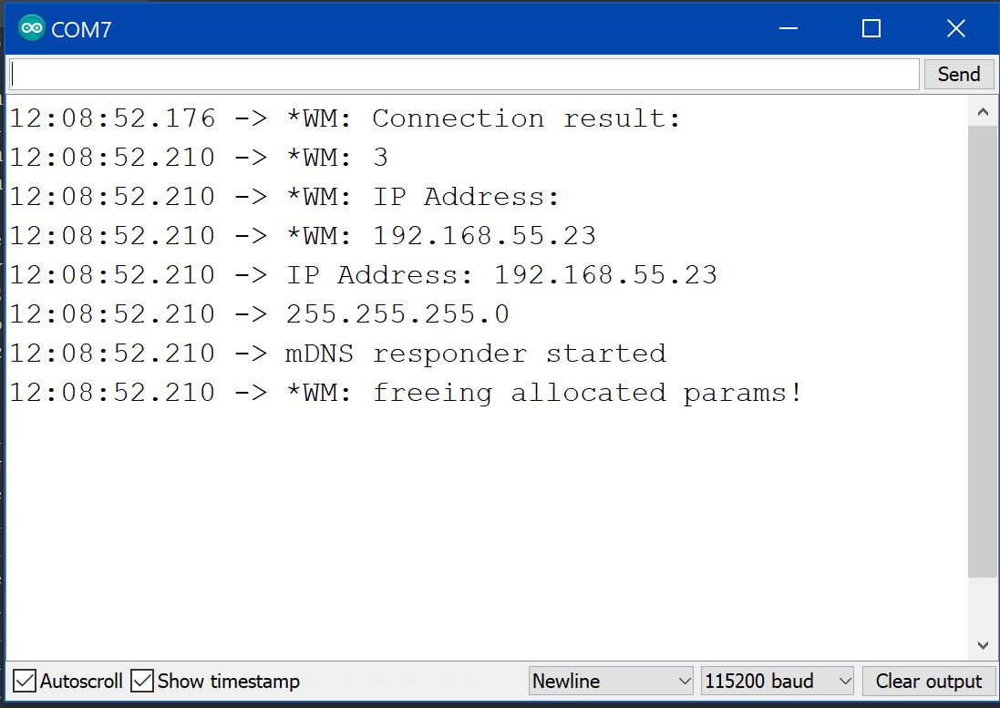 COM7
Send
12:08:52.176 -> *WM: Connection result:
12:08:52.210 -> *WM: 3
12:08:52.210 -> *WM: IP Address:
12:08:52.210 -> *WM: 192.168.55.23
12:08:52.210 -> IP Address: 192.168.55.23
12:08:52.210 -> 255.255.255.0
12:08:52.210 -> mDNS responder started
12:08:52.210 -> *WM: freeing allocated params!
Autoscroll Show timestamp Newline 115200 baud Clear output